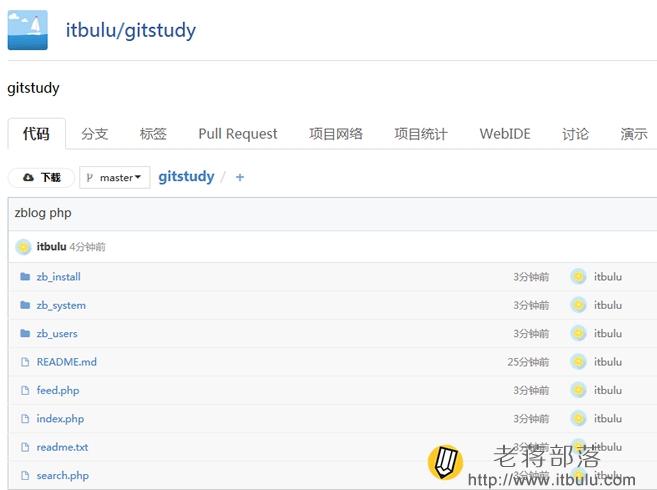 itbulu/gitstudy
gitstudy
代码 分支 标签 Pull Request 项目网络 项目统计 WebIDE 讨论 演示
下载 master gitstudy / +
zblog php
itbulu 4分钟前
zb_install 3分钟前 itbulu
zb_system 3分钟前 itbulu
zb_users 3分钟前 itbulu
README.md 25分钟前 itbulu
feed.php 3分钟前 itbulu
index.php 3分钟前 itbulu
readme.txt 3分钟前 itbulu
老蒋部落
search.php 3分钟前 itbulu
http://www.itbulu.com